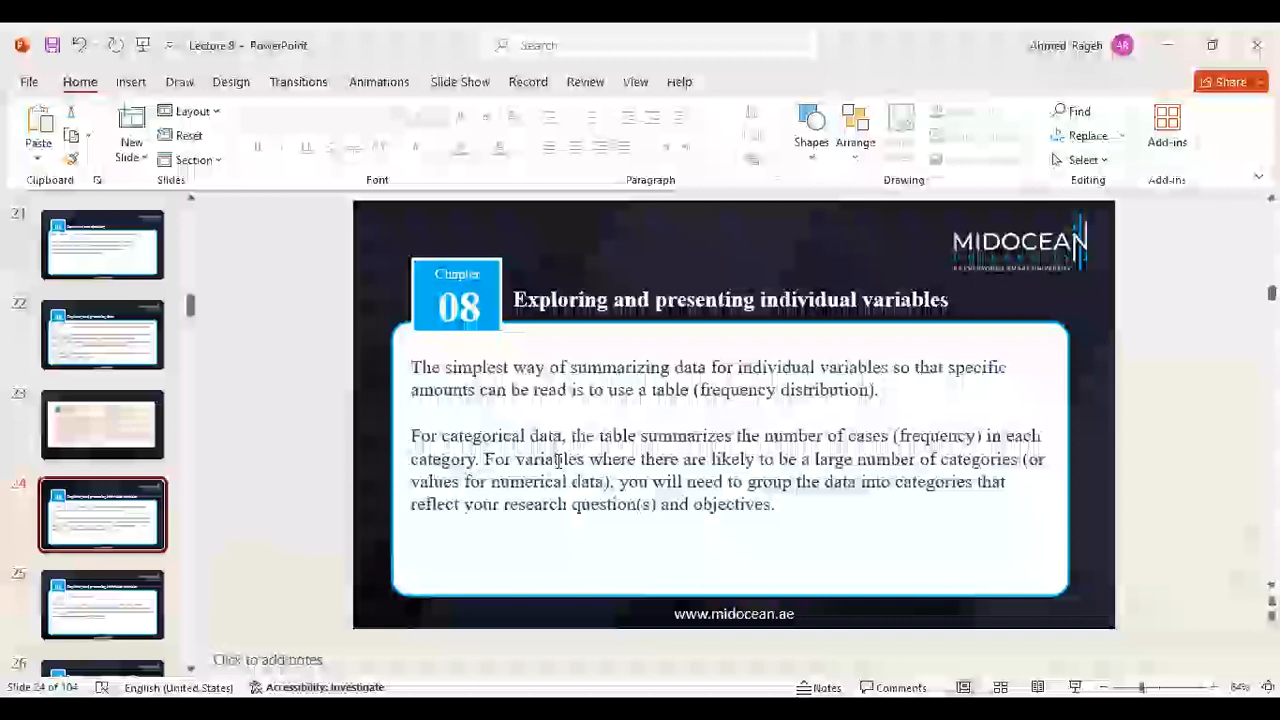 Lecture 8 - PowerPoint
Search
Ahmed Rageh AR
File Home Insert Draw Design Transitions Animations Slide Show Record Review View Help
Share
Paste
New Slide
Layout
Reset
Section
Shapes
Arrange
Find
Replace
Select
Add-ins
Clipboard
Slides
Font
Paragraph
Drawing
Editing
Add-ins
21
22
23
24
25
26
MIDOCEAN
Chapter
08
Exploring and presenting individual variables
The simplest way of summarizing data for individual variables so that specific
amounts can be read is to use a table (frequency distribution).
For categorical data, the table summarizes the number of cases (frequency) in each
category. For variables where there are likely to be a large number of categories (or
values for numerical data), you will need to group the data into categories that
reflect your research question(s) and objectives.
www.midocean.ae
Click to add notes
Slide 24 of 104
English (United States)
Accessibility: Investigate
Notes
Comments
64%